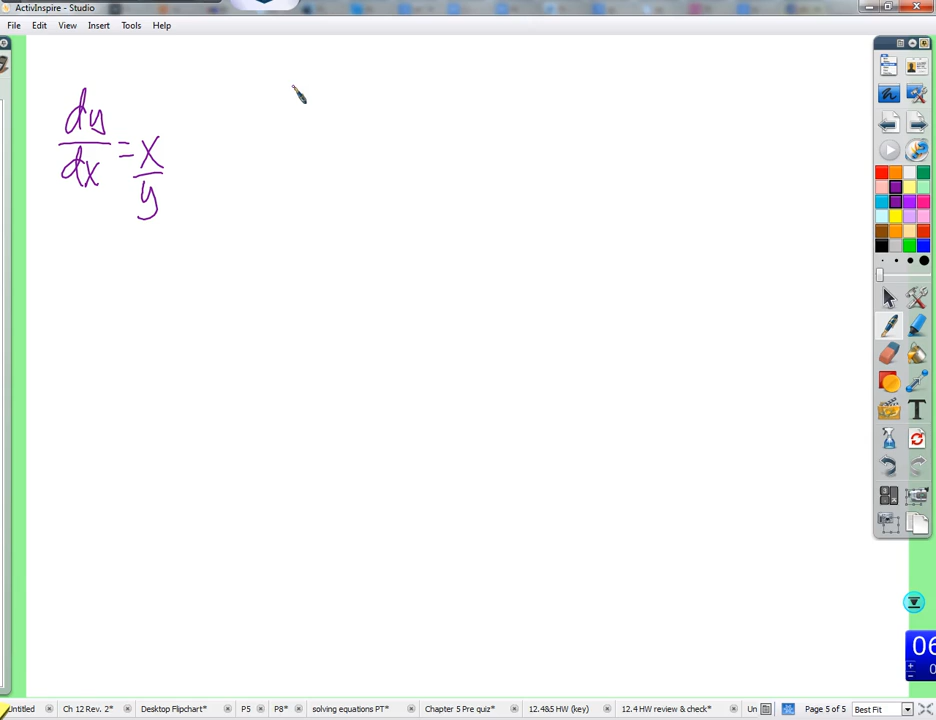 ActivInspire - Studio
File Edit View Insert Tools Help
dy/dx = x/y
T
06
Untitled Ch 12 Rev. 2* Desktop Flipchart* P5 P8* solving equations PT* Chapter 5 Pre quiz* 12.4&5 HW (key) 12.4 HW review & check* Un Page 5 of 5 Best Fit